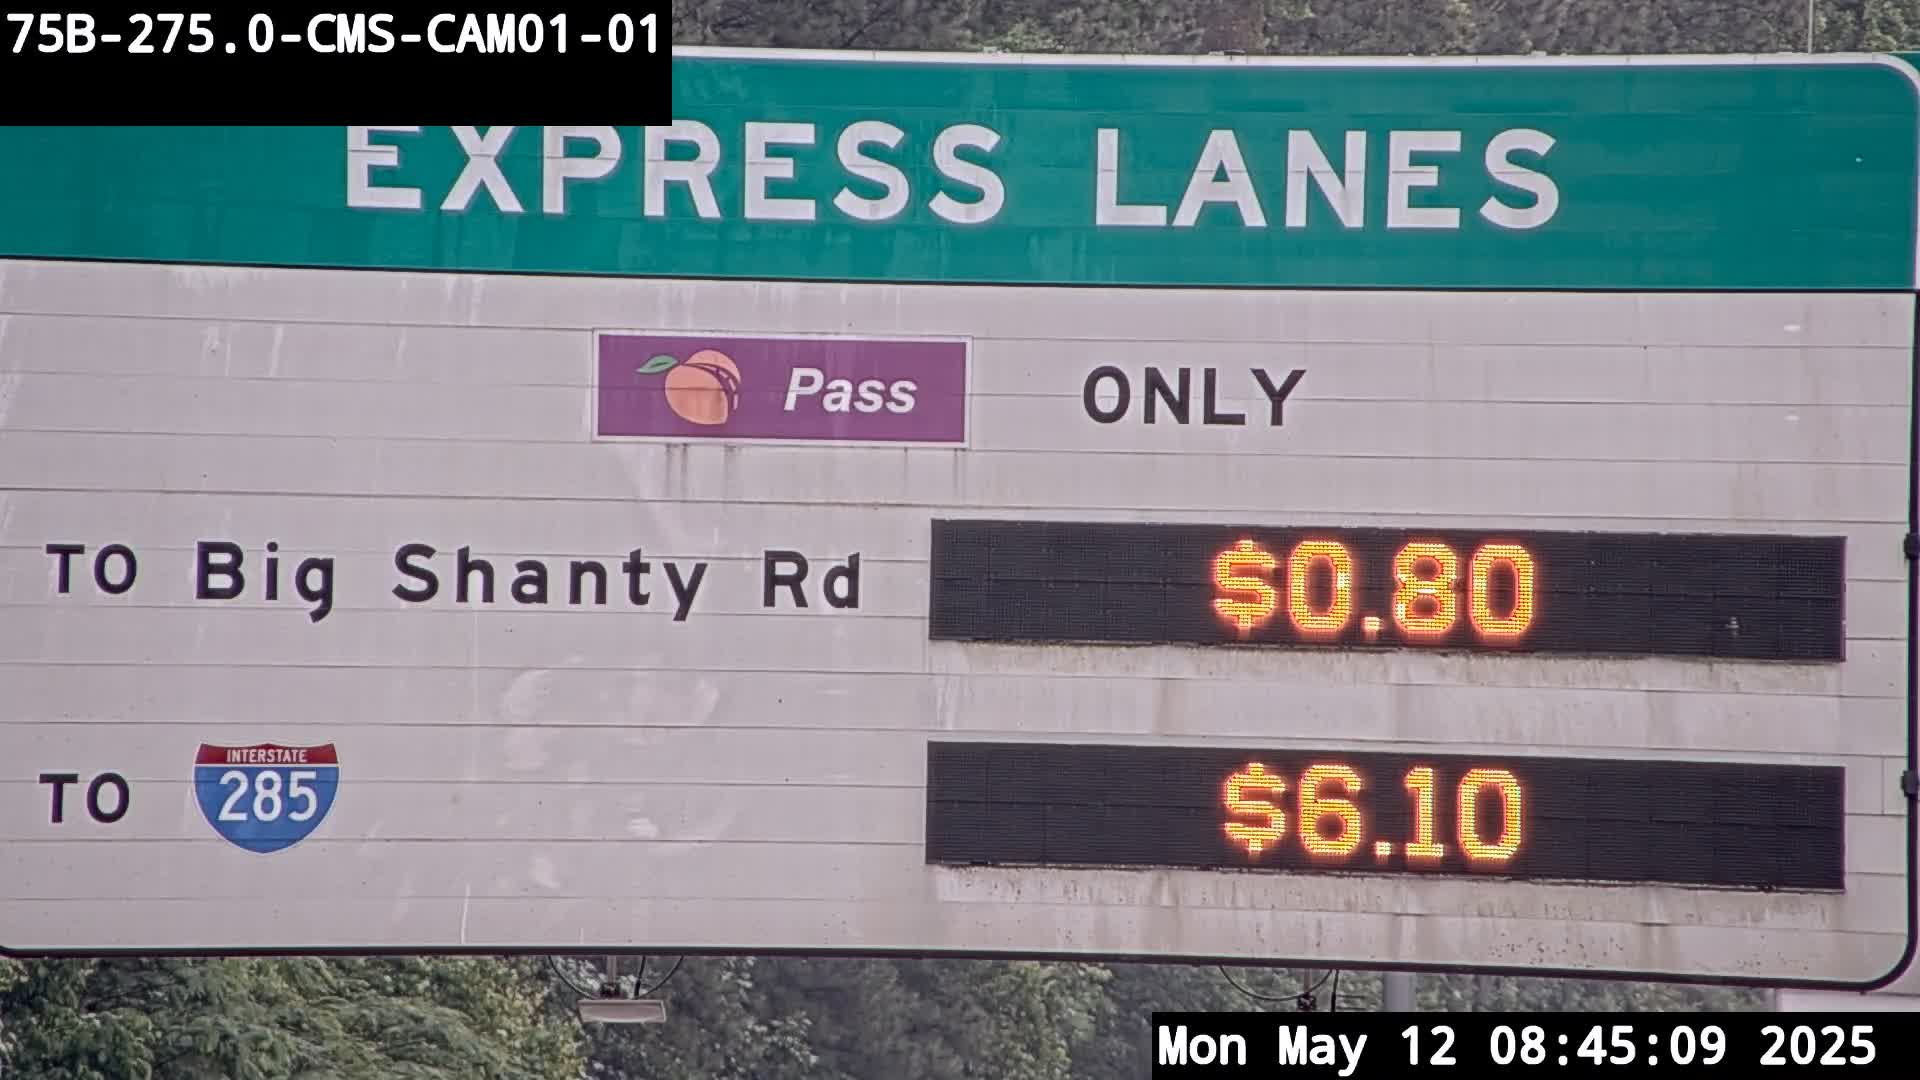 75B-275.0-CMS-CAM01-01
EXPRESS LANES
Pass ONLY
TO Big Shanty Rd $0.80
INTERSTATE
TO 285 $6.10
Mon May 12 08:45:09 2025